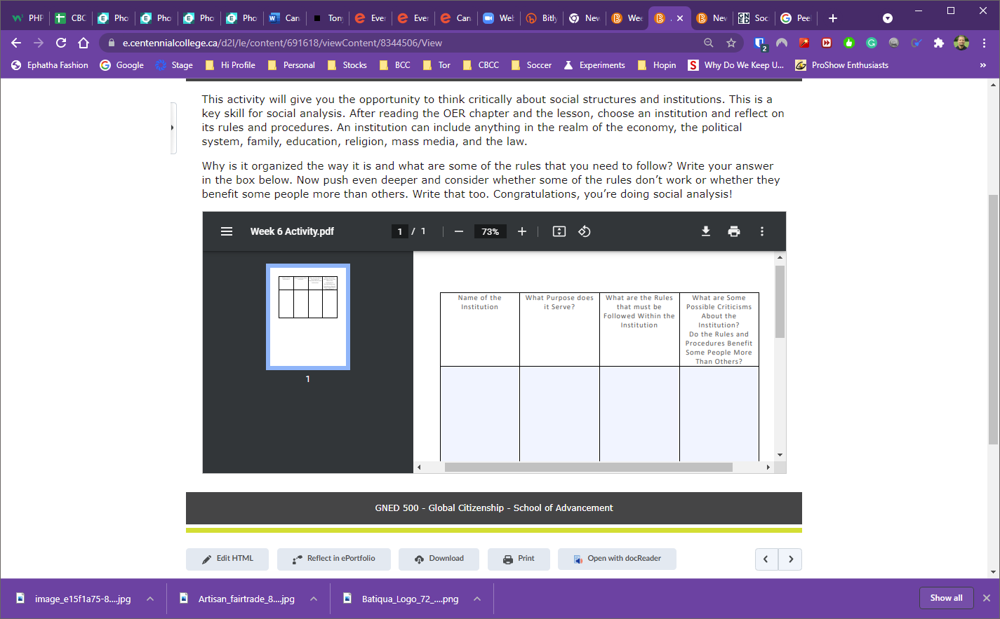 PHP
CBC
Pho
Pho
Pho
Pho
Can
Ton
Ever
Ever
Can
Web
Bitly
New
Wee
New
Soc
Peel
e.centennialcollege.ca/d2l/le/content/691618/viewContent/8344506/View
2
Ephatha Fashion
Google
Stage
Hi Profile
Personal
Stocks
BCC
Tor
CBCC
Soccer
Experiments
Hopin
Why Do We Keep U...
ProShow Enthusiasts
»
This activity will give you the opportunity to think critically about social structures and institutions. This is a
key skill for social analysis. After reading the OER chapter and the lesson, choose an institution and reflect on
its rules and procedures. An institution can include anything in the realm of the economy, the political
system, family, education, religion, mass media, and the law.
Why is it organized the way it is and what are some of the rules that you need to follow? Write your answer
in the box below. Now push even deeper and consider whether some of the rules don’t work or whether they
benefit some people more than others. Write that too. Congratulations, you’re doing social analysis!
Week 6 Activity.pdf
1 / 1
73%
1
Name of the
Institution
What Purpose does
it Serve?
What are the Rules
that must be
Followed Within the
Institution
What are Some
Possible Criticisms
About the
Institution?
Do the Rules and
Procedures Benefit
Some People More
Than Others?
GNED 500 - Global Citizenship - School of Advancement
Edit HTML
Reflect in ePortfolio
Download
Print
Open with docReader
image_e15f1a75-8....jpg
Artisan_fairtrade_8....jpg
Batiqua_Logo_72_....png
Show all